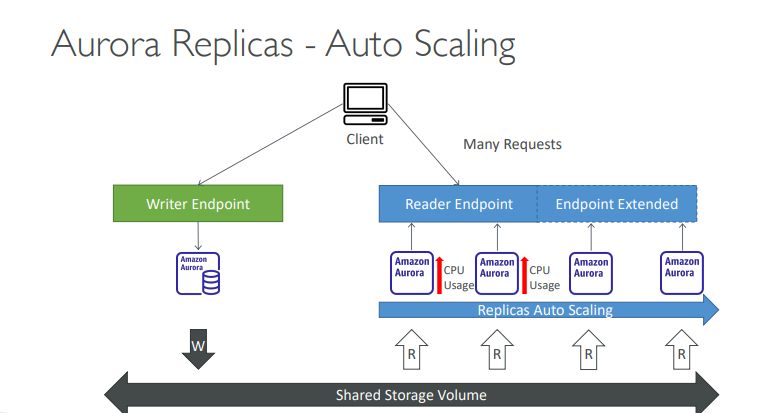 Aurora Replicas - Auto Scaling
Client
Many Requests
Writer Endpoint
Reader Endpoint
Endpoint Extended
Amazon
Aurora
Amazon
Aurora
CPU
Usage
Amazon
Aurora
CPU
Usage
Amazon
Aurora
Amazon
Aurora
Replicas Auto Scaling
W
R
R
R
R
Shared Storage Volume